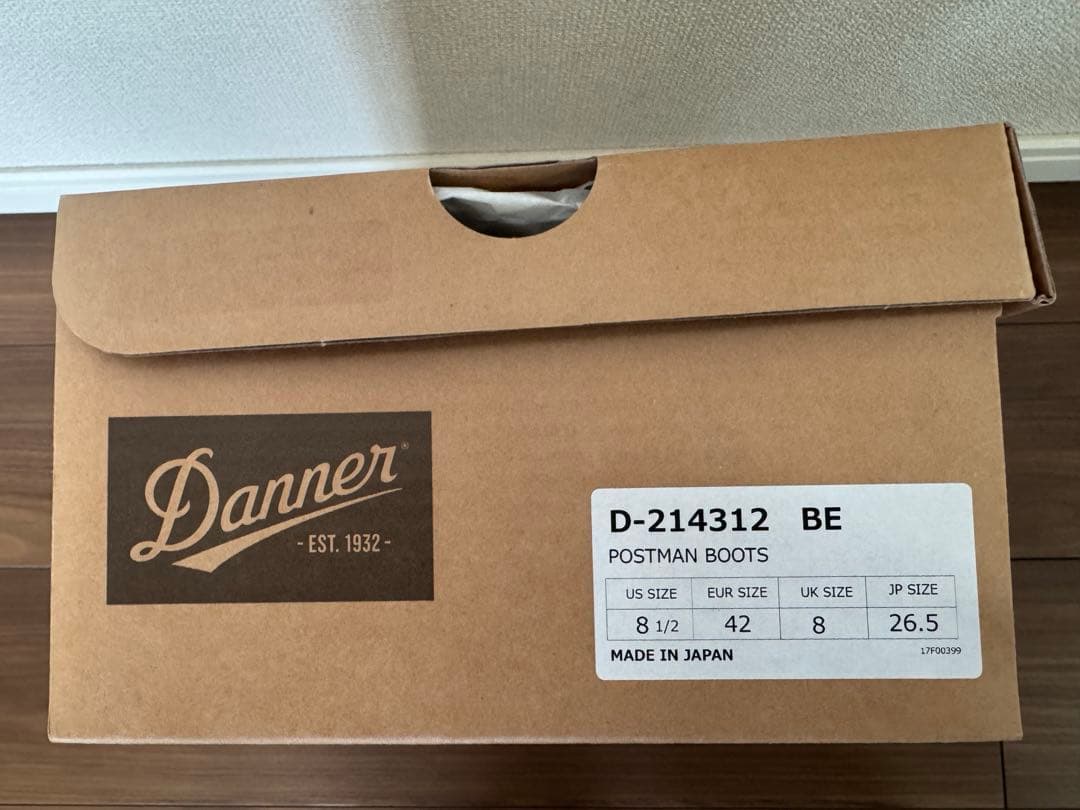 Danner®
- EST. 1932 -
D-214312 BE
POSTMAN BOOTS
US SIZE EUR SIZE UK SIZE JP SIZE
8 1/2 42 8 26.5
MADE IN JAPAN 17F00399